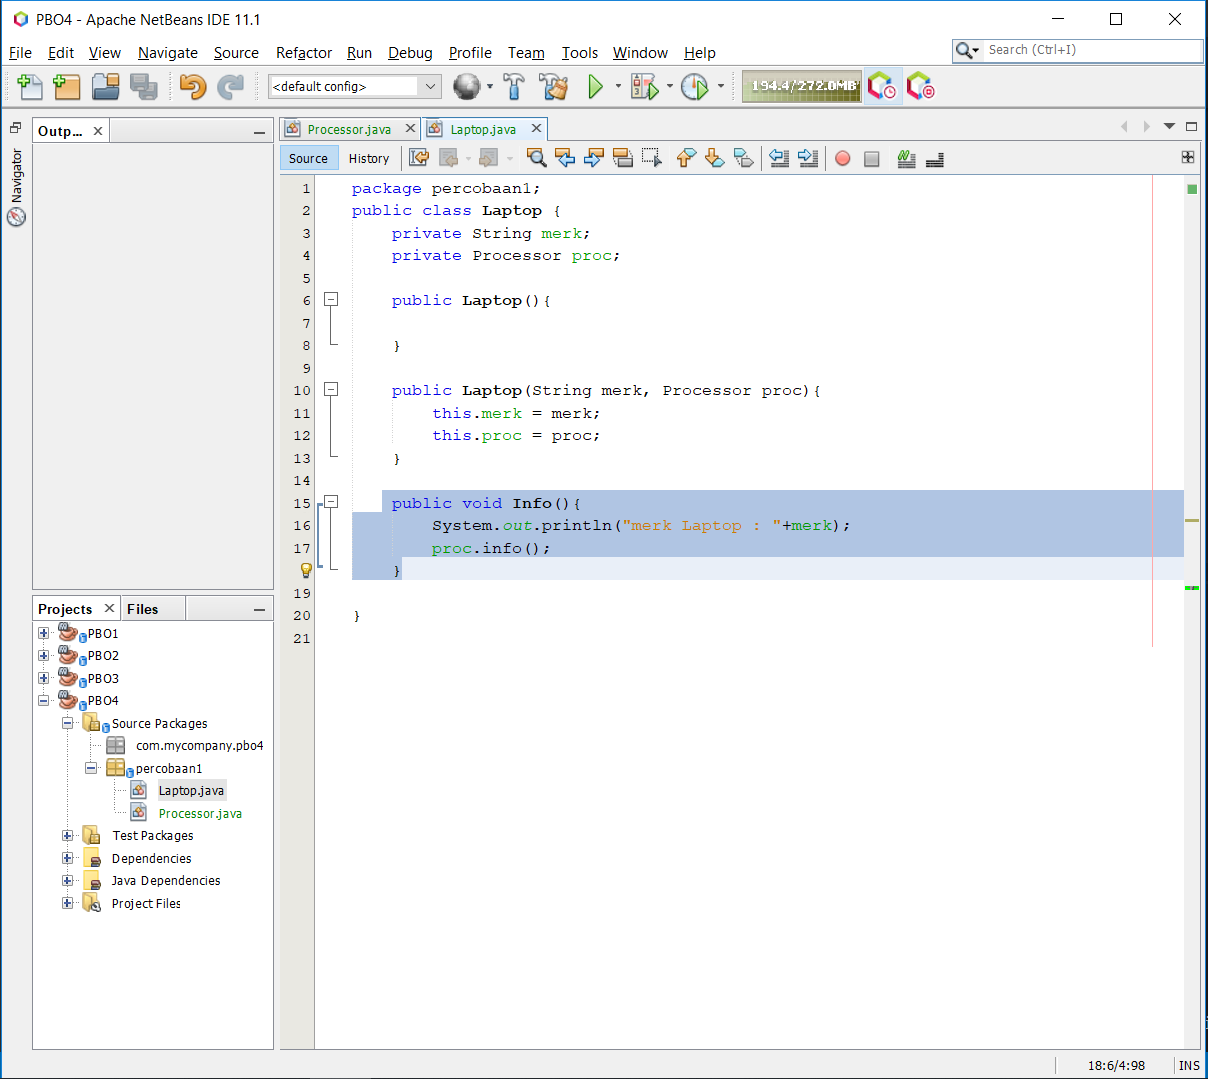 PBO4 - Apache NetBeans IDE 11.1
File Edit View Navigate Source Refactor Run Debug Profile Team Tools Window Help
Search (Ctrl+I)
<default config>
194.4/272.0MB
Outp...
Navigator
Processor.java
Laptop.java
Source
History
1 package percobaan1;
2 public class Laptop {
3 private String merk;
4 private Processor proc;
5
6 public Laptop(){
7
8 }
9
10 public Laptop(String merk, Processor proc){
11 this.merk = merk;
12 this.proc = proc;
13 }
14
15 public void Info(){
16 System.out.println("merk Laptop : "+merk);
17 proc.info();
}
19
20 }
21
Projects
Files
PBO1
PBO2
PBO3
PBO4
Source Packages
com.mycompany.pbo4
percobaan1
Laptop.java
Processor.java
Test Packages
Dependencies
Java Dependencies
Project Files
18:6/4:98
INS